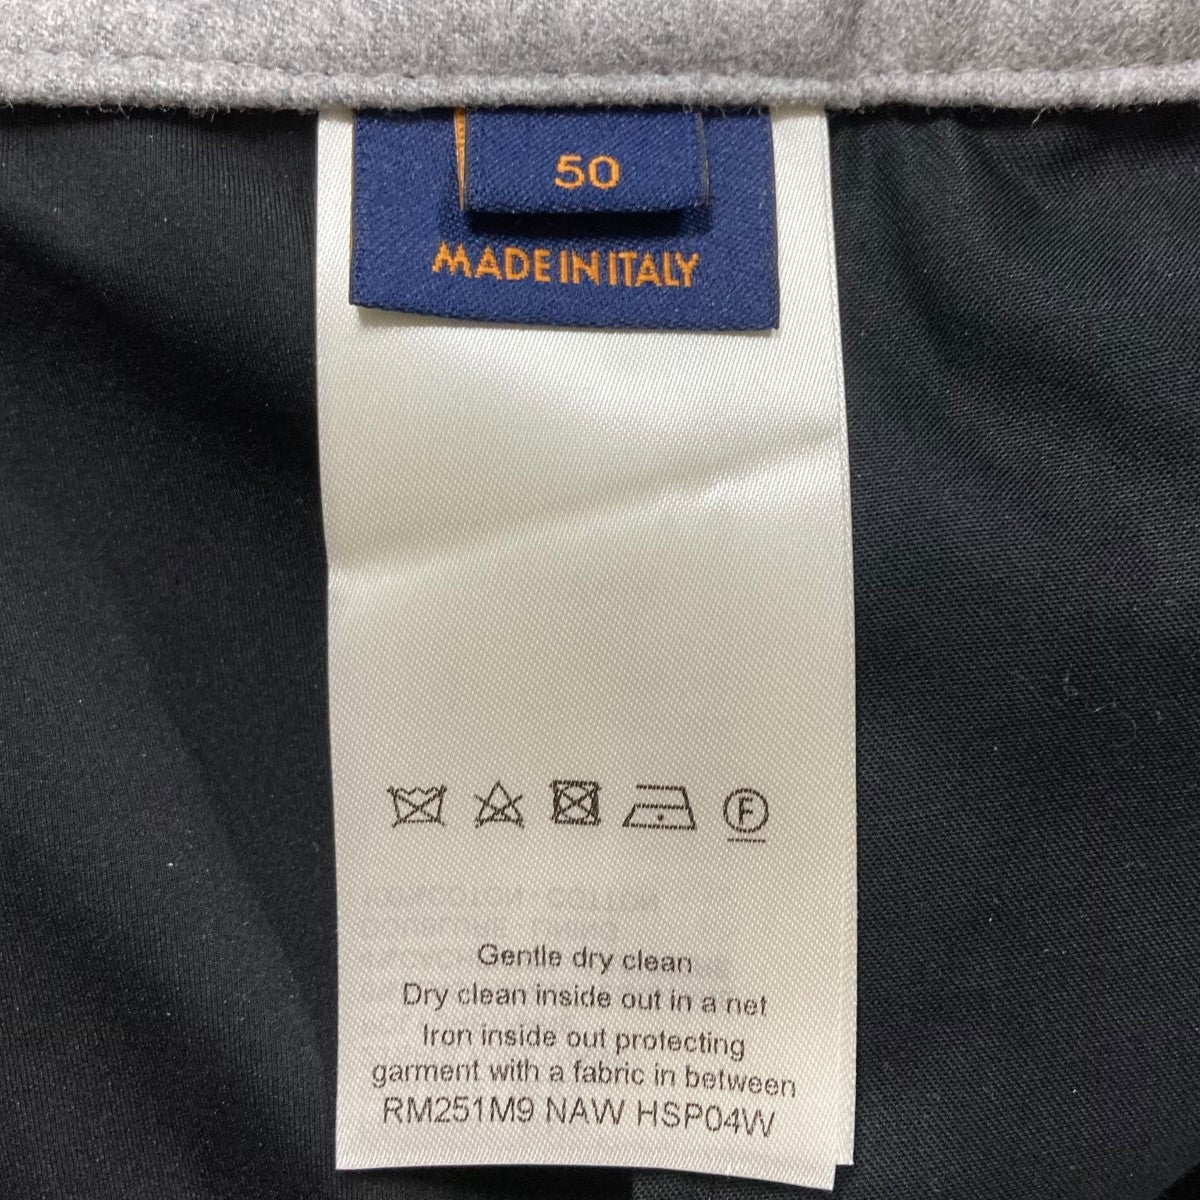 50
MADE IN ITALY
F
Gentle dry clean
Dry clean inside out in a net
Iron inside out protecting
garment with a fabric in between
RM251M9 NAW HSP04W